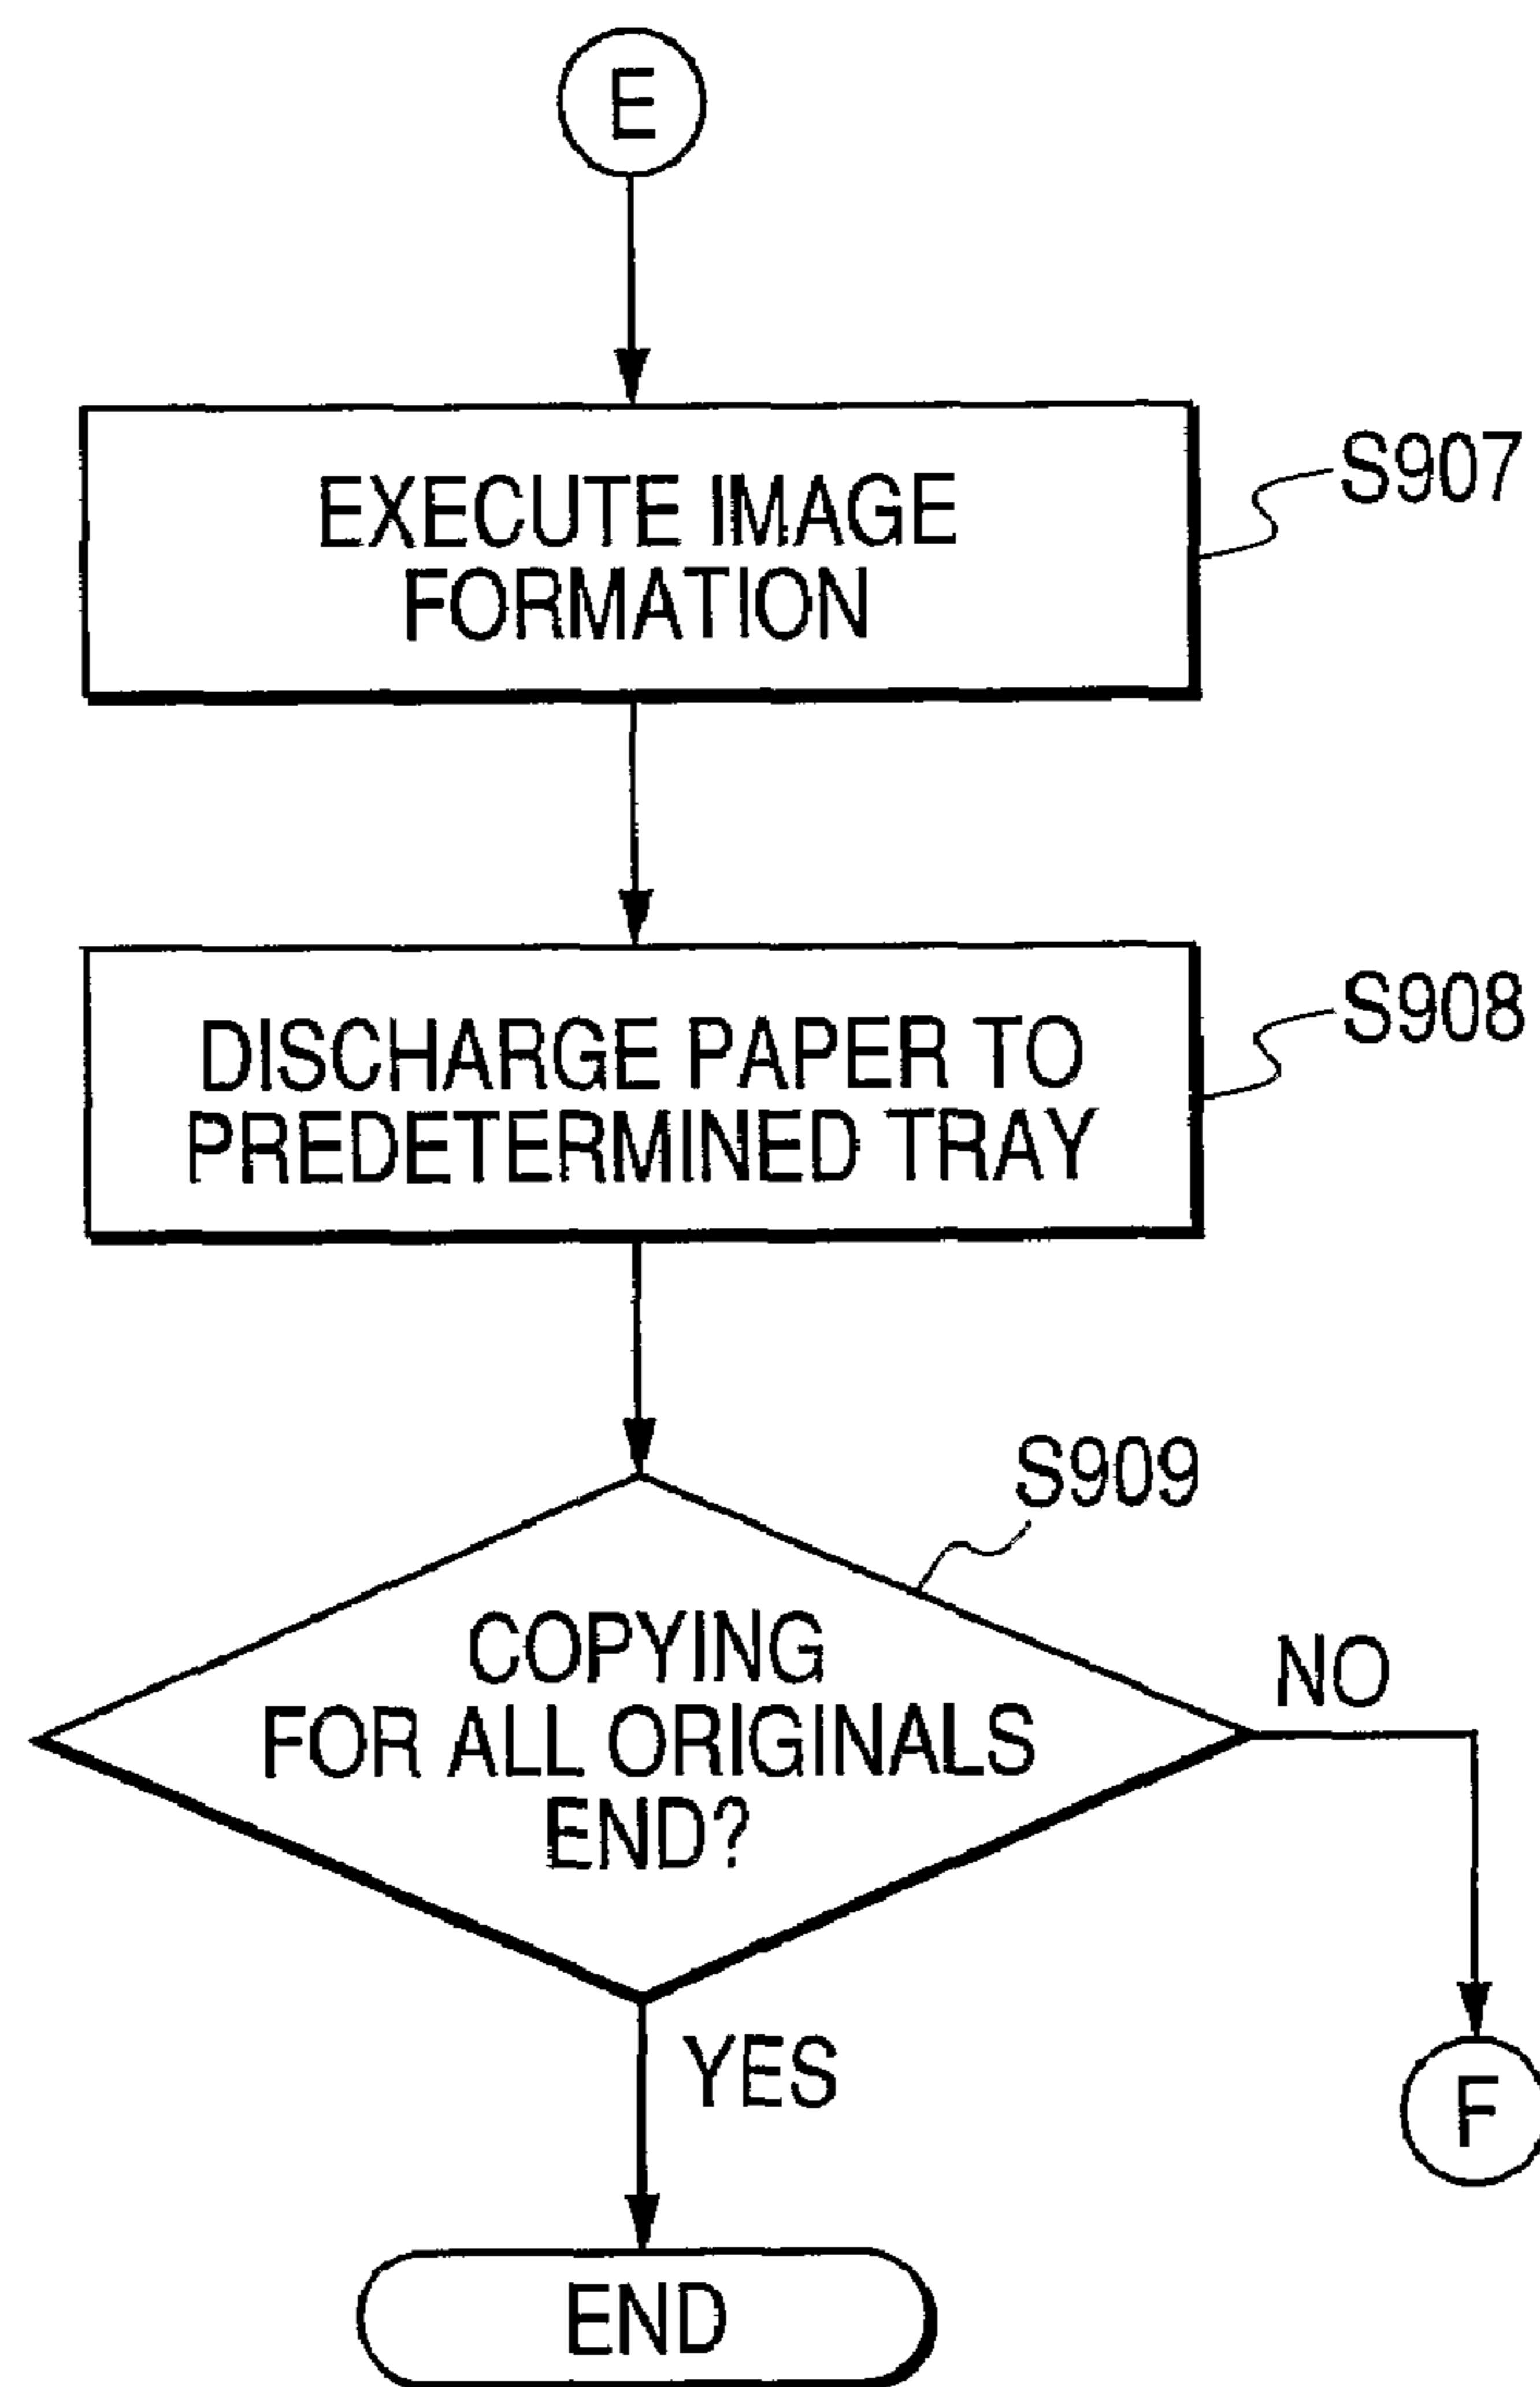 E
EXECUTE IMAGE
FORMATION
S907
DISCHARGE PAPER TO
PREDETERMINED TRAY
S908
S909
COPYING
FOR ALL ORIGINALS
END?
NO
YES
F
END